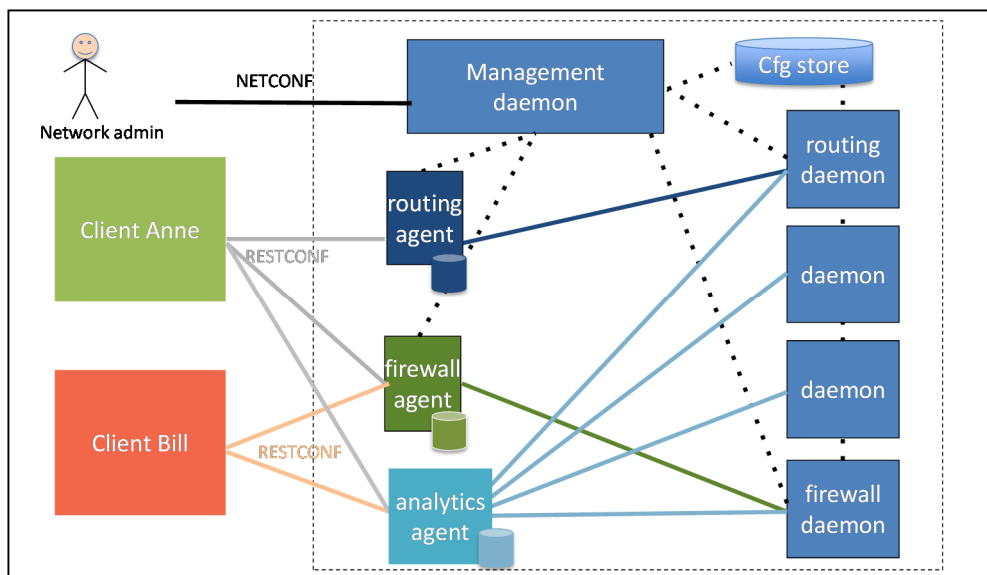 NETCONF
Management
daemon
Cfg store
Network admin
routing
daemon
routing
agent
Client Anne
RESTCONF
daemon
firewall
agent
daemon
Client Bill
RESTCONF
analytics
agent
firewall
daemon